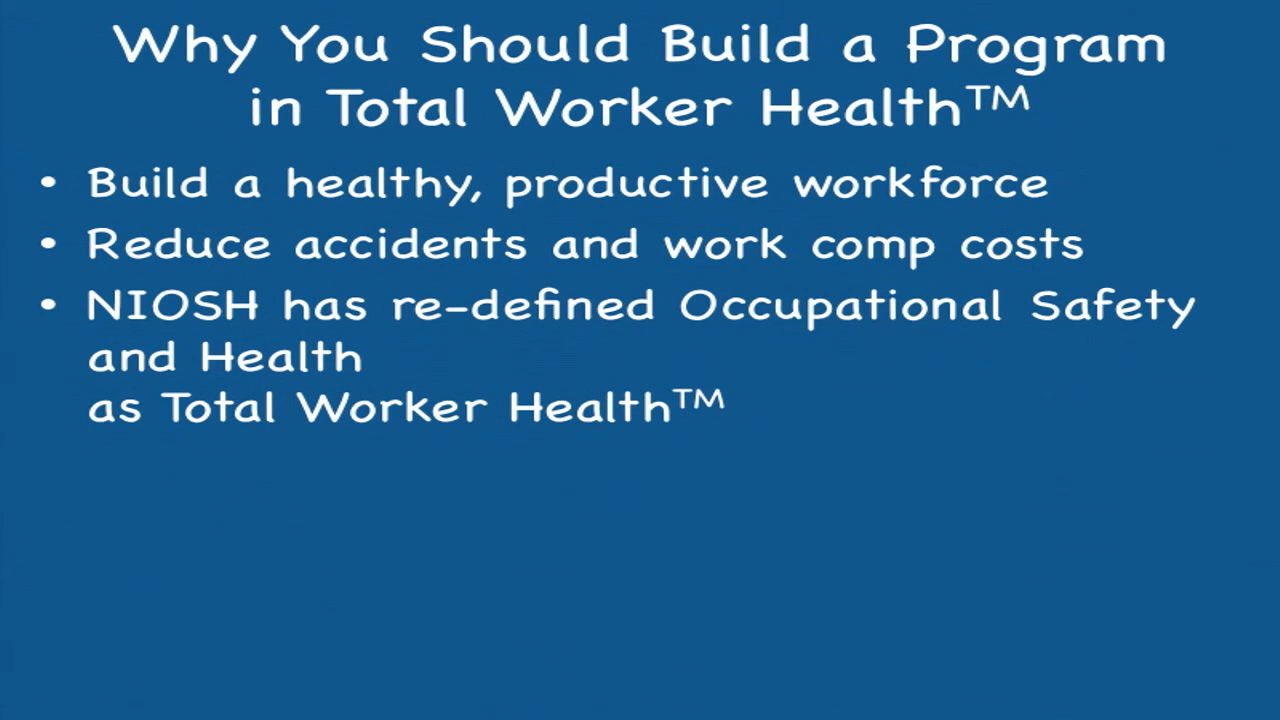 Why You Should Build a Program
in Total Worker Health™
• Build a healthy, productive workforce
• Reduce accidents and work comp costs
• NIOSH has re-defined Occupational Safety
and Health
as Total Worker Health™